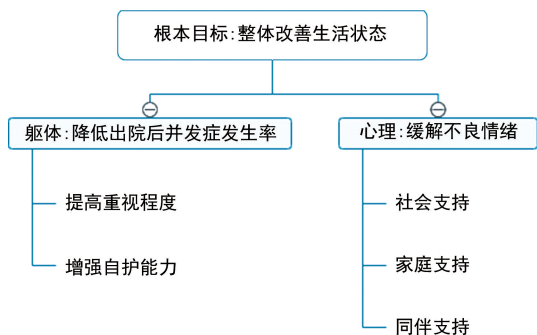 根本目标:整体改善生活状态
躯体:降低出院后并发症发生率
心理:缓解不良情绪
提高重视程度
社会支持
增强自护能力
家庭支持
同伴支持